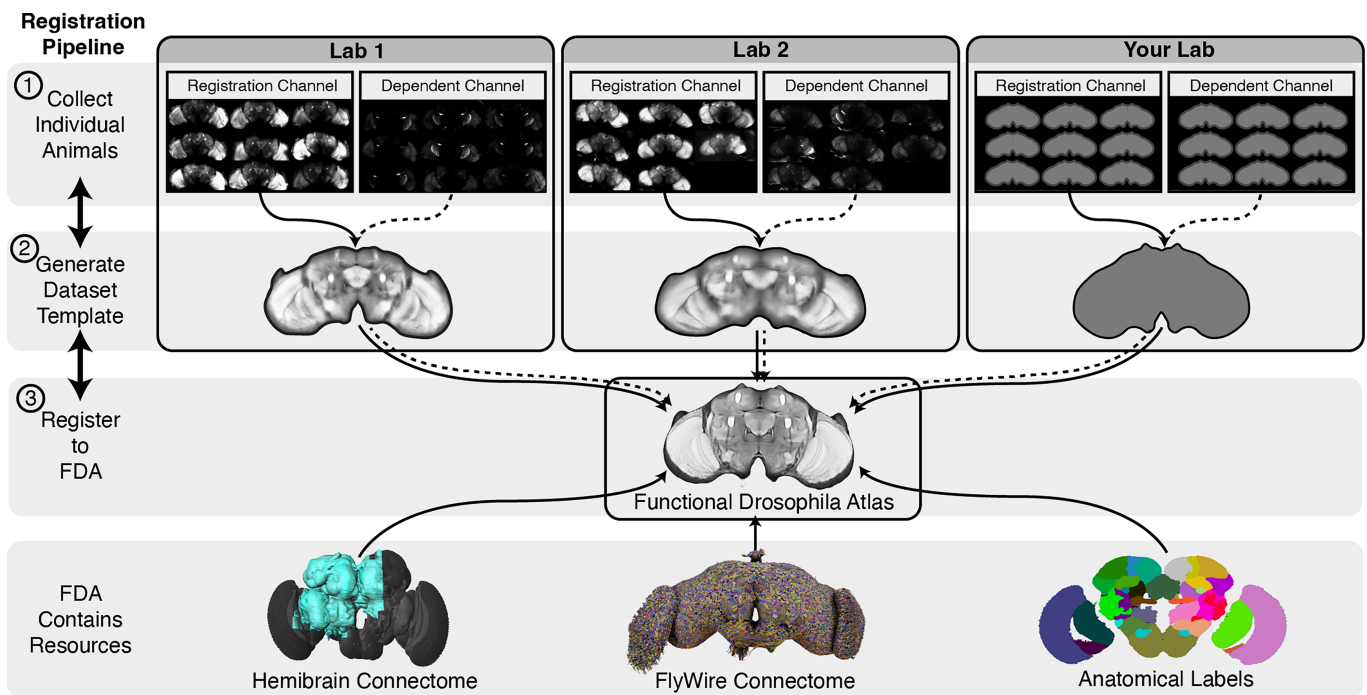 Registration
Pipeline
Lab 1
Lab 2
Your Lab
1
Collect
Individual
Animals
Registration Channel
Dependent Channel
Registration Channel
Dependent Channel
Registration Channel
Dependent Channel
2
Generate
Dataset
Template
3
Register
to
FDA
Functional Drosophila Atlas
FDA
Contains
Resources
Hemibrain Connectome
FlyWire Connectome
Anatomical Labels